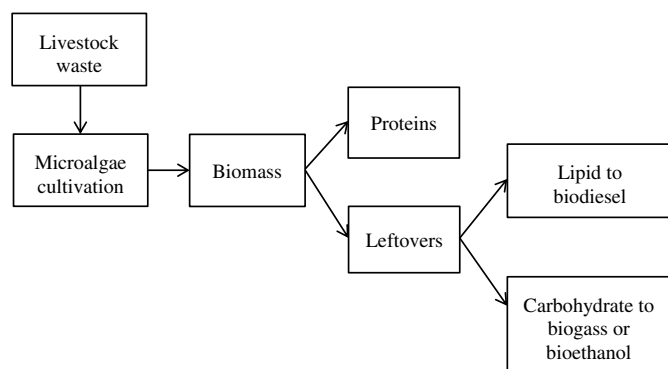 Livestock
waste
Microalgae
cultivation
Biomass
Proteins
Leftovers
Lipid to
biodiesel
Carbohydrate to
biogass or
bioethanol